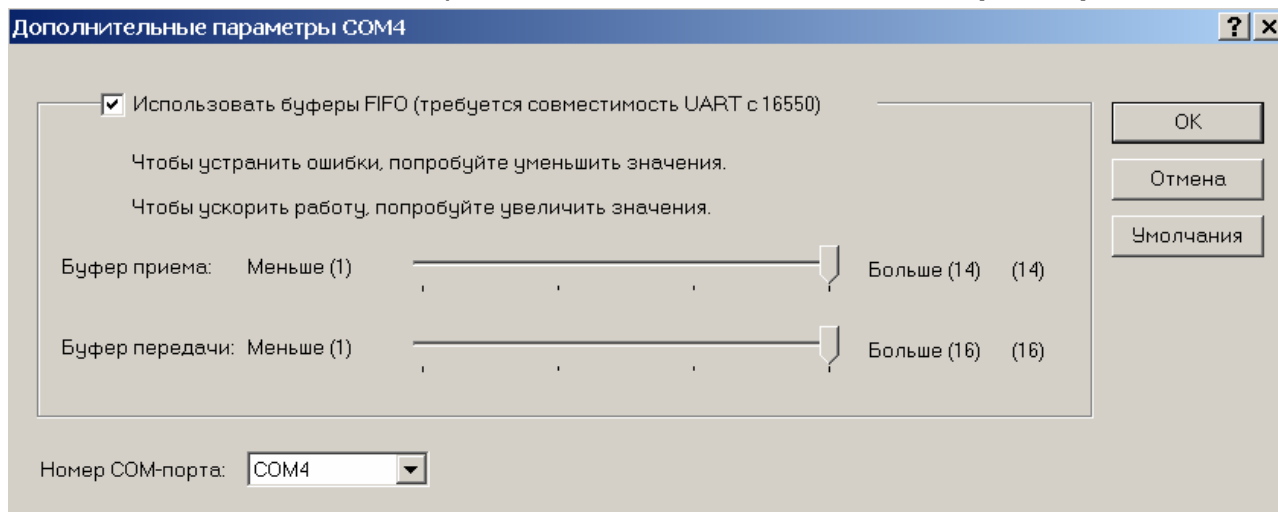 Дополнительные параметры COM4
Использовать буферы FIFO (требуется совместимость UART с 16550)
OK
Чтобы устранить ошибки, попробуйте уменьшить значения.
Отмена
Чтобы ускорить работу, попробуйте увеличить значения.
Умолчания
Буфер приема: Меньше (1) Больше (14) (14)
Буфер передачи: Меньше (1) Больше (16) (16)
Номер COM-порта: COM4